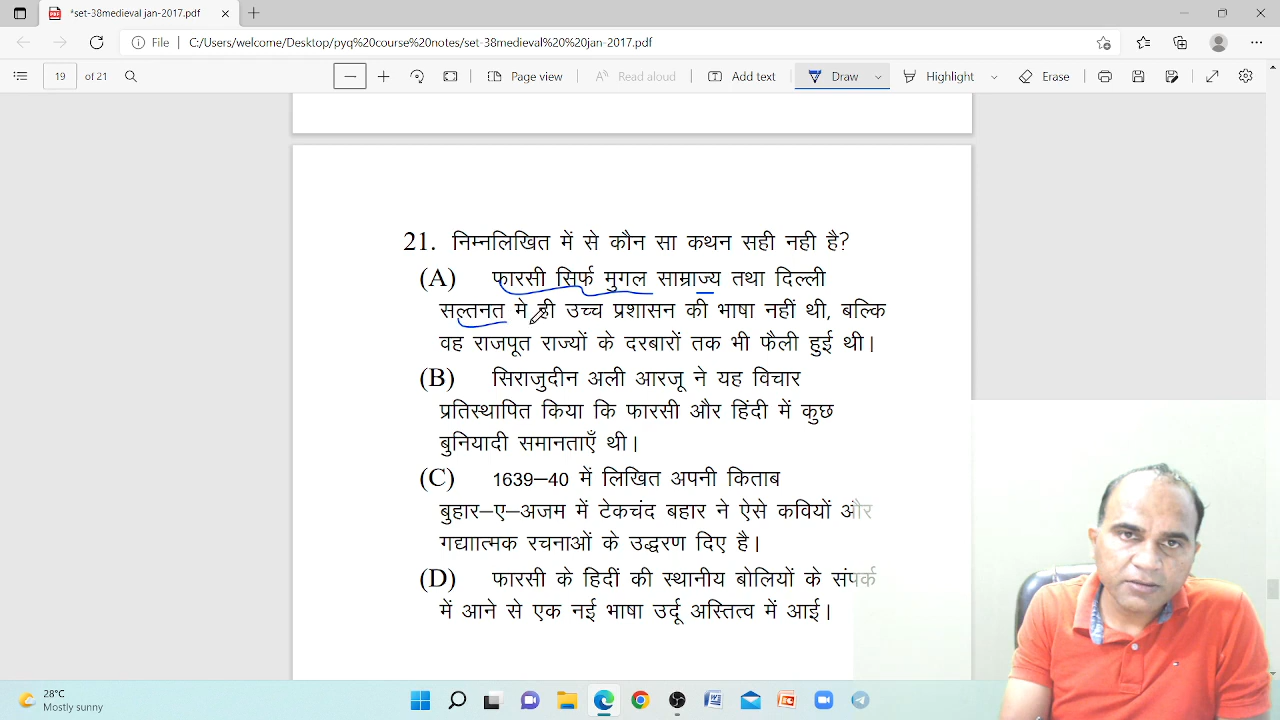 *set-38medieval jan-2017.pdf
File C:/Users/welcome/Desktop/pyq%20course%20notes/set-38medieval%20%20jan-2017.pdf
19 of 21 Page view Read aloud Add text Draw Highlight Erase
21. निम्नलिखित में से कौन सा कथन सही नही है?
(A) फारसी सिर्फ मुगल साम्राज्य तथा दिल्ली
सल्तनत मे ही उच्च प्रशासन की भाषा नहीं थी, बल्कि
वह राजपूत राज्यों के दरबारों तक भी फैली हुई थी।
(B) सिराजुदीन अली आरजू ने यह विचार
प्रतिस्थापित किया कि फारसी और हिंदी में कुछ
बुनियादी समानताएँ थी।
(C) 1639–40 में लिखित अपनी किताब
बुहार–ए–अजम में टेकचंद बहार ने ऐसे कवियों और
गद्याात्मक रचनाओं के उद्धरण दिए है।
(D) फारसी के हिदीं की स्थानीय बोलियों के संपर्क
में आने से एक नई भाषा उर्दू अस्तित्व में आई।
28°C
Mostly sunny